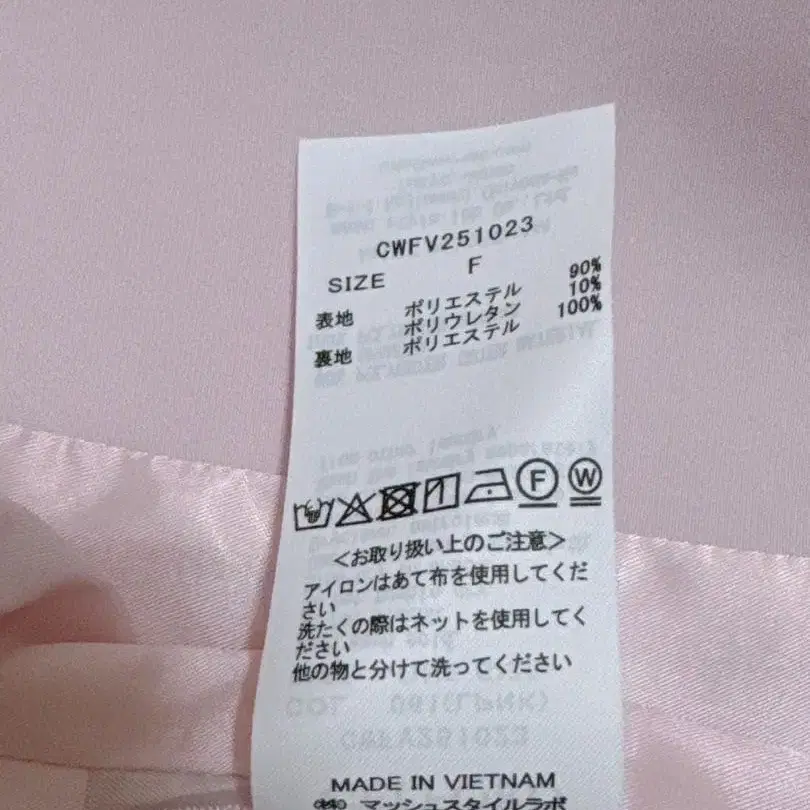 CWFV251023
SIZE F
表地 ポリエステル 90%
ポリウレタン 10%
裏地 ポリエステル 100%
F W
<お取り扱い上のご注意>
アイロンはあて布を使用してくだ
さい
洗たくの際はネットを使用してく
ださい
他の物と分けて洗ってください
MADE IN VIETNAM
マッシュスタイルラボ